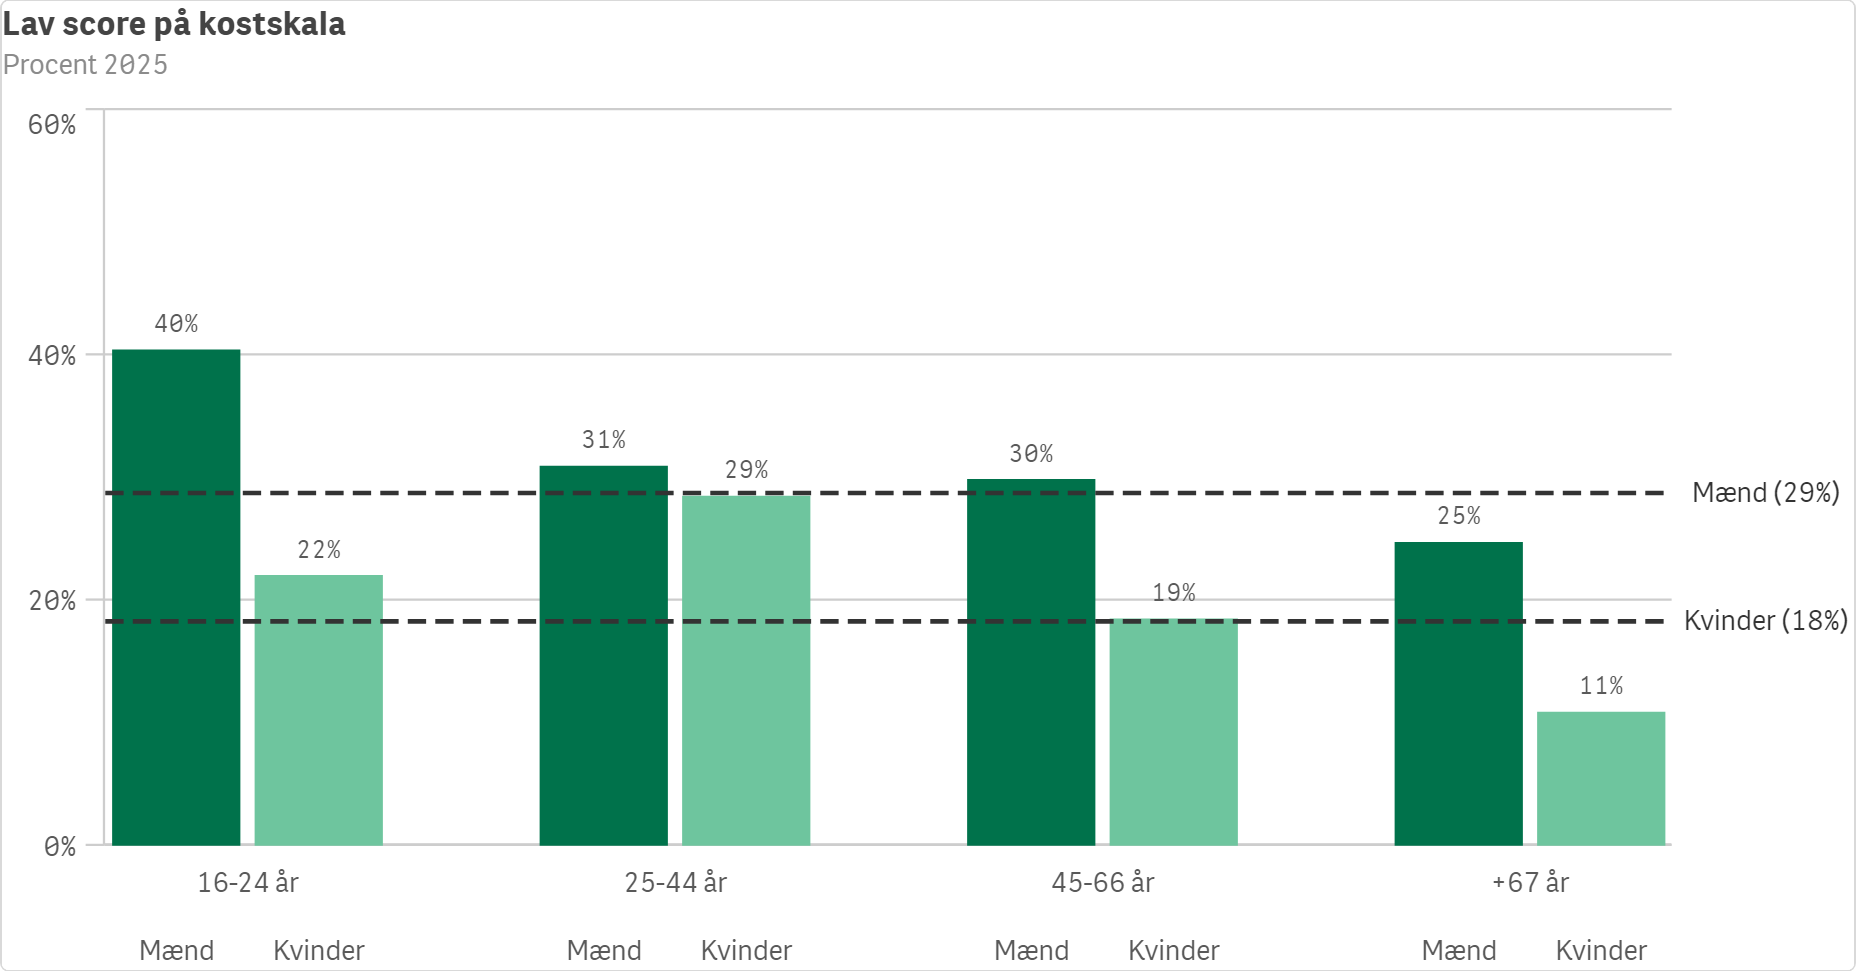 Lav score på kostskala
Procent 2025
60%
40%
20%
0%
40%
22%
31%
29%
30%
19%
25%
11%
Mænd (29%)
Kvinder (18%)
16-24 år
25-44 år
45-66 år
+67 år
Mænd Kvinder Mænd Kvinder Mænd Kvinder Mænd Kvinder